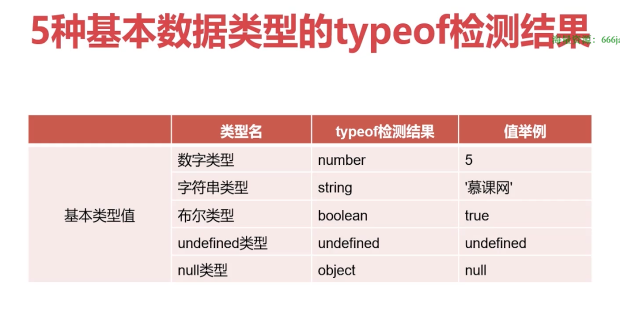 5种基本数据类型的typeof检测结果
类型名 typeof检测结果 值举例
数字类型 number 5
字符串类型 string '慕课网'
基本类型值 布尔类型 boolean true
undefined类型 undefined undefined
null类型 object null